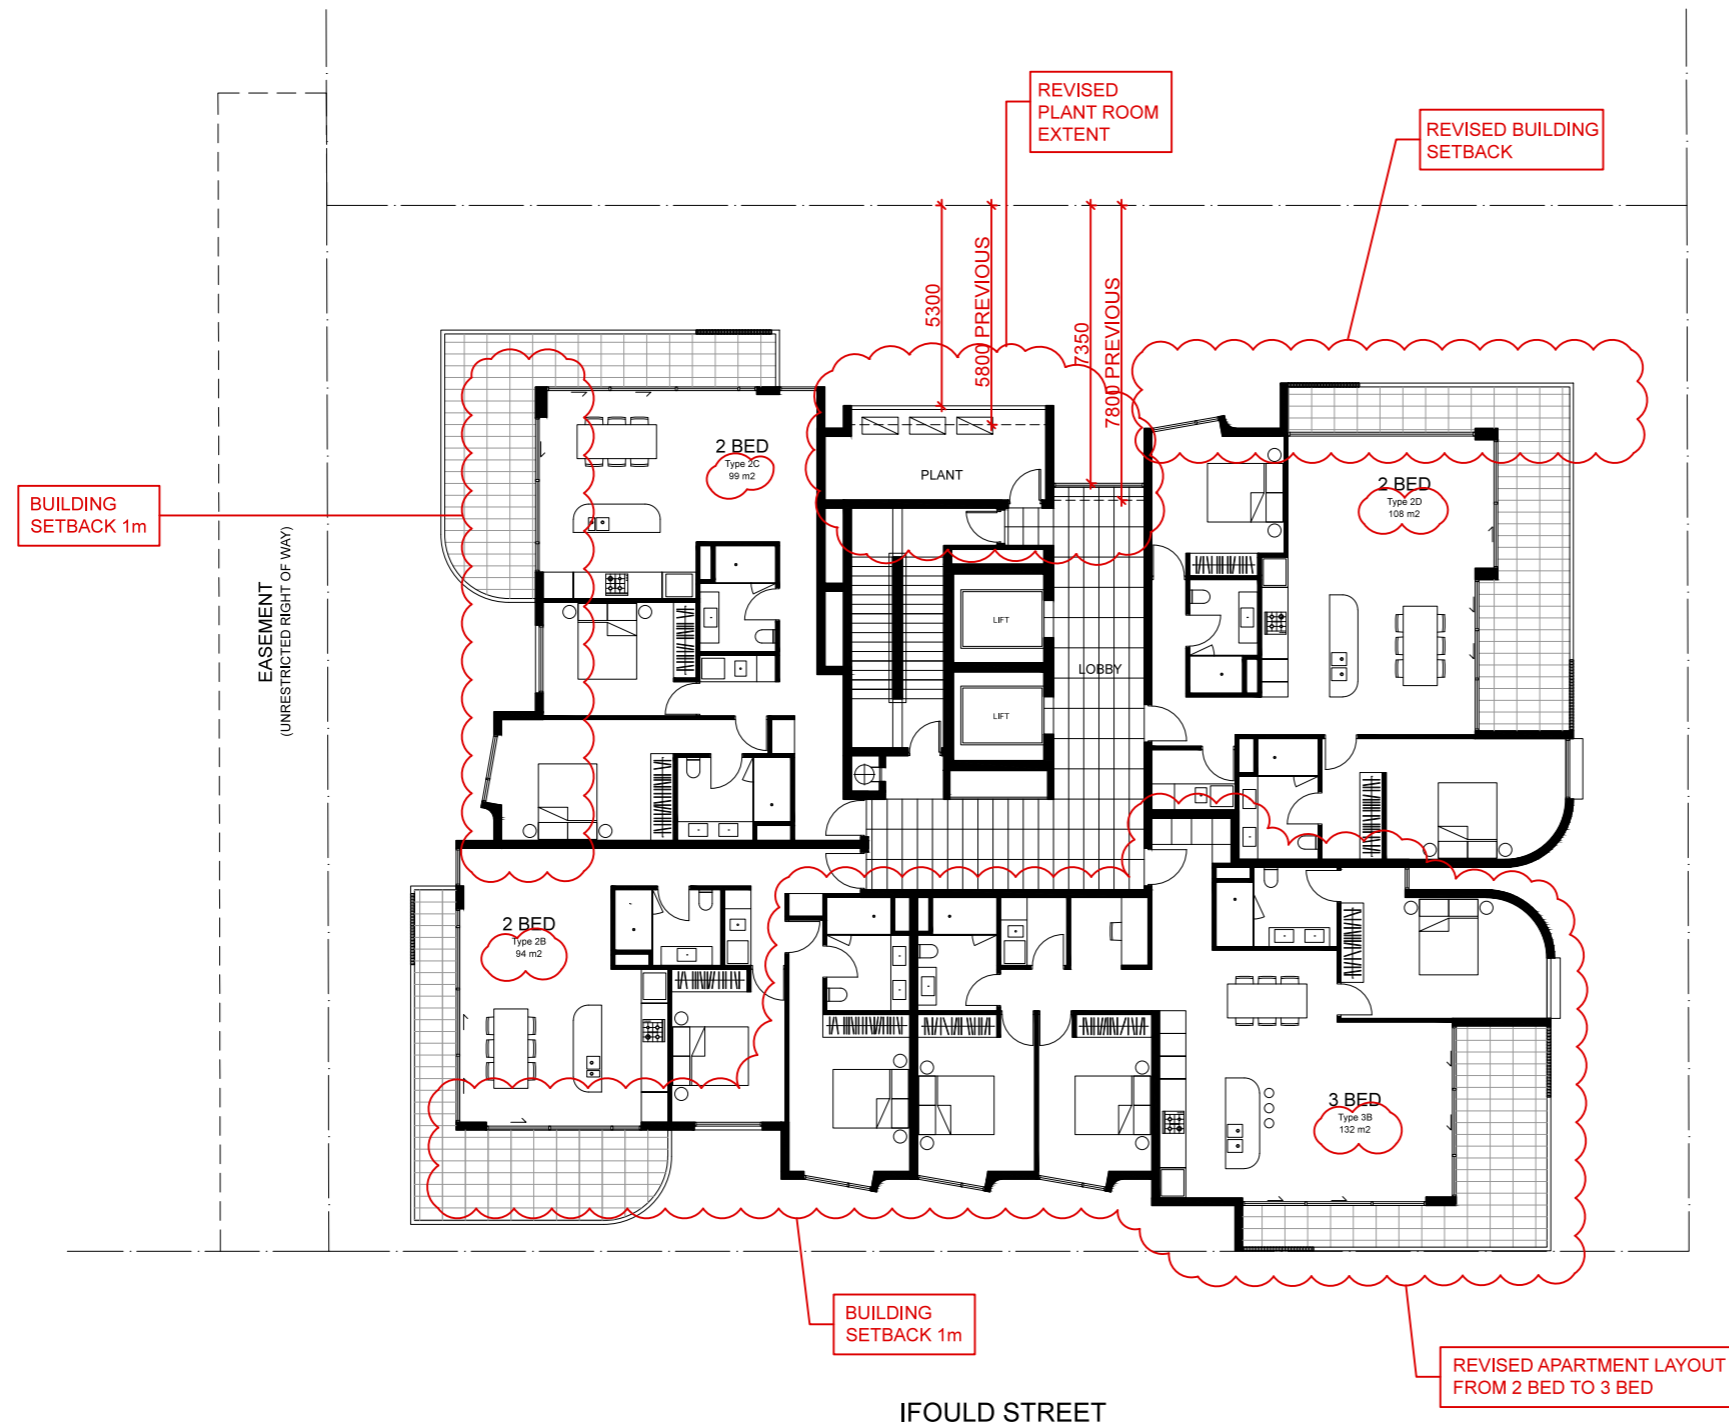 REVISED
PLANT ROOM
EXTENT
REVISED BUILDING
SETBACK
5300
5800 PREVIOUS
7350
7800 PREVIOUS
2 BED
Type 2C
99 m2
PLANT
2 BED
Type 2D
108 m2
BUILDING
SETBACK 1m
EASEMENT
(UNRESTRICTED RIGHT OF WAY)
LIFT
LOBBY
LIFT
2 BED
Type 2B
94 m2
3 BED
Type 3B
132 m2
BUILDING
SETBACK 1m
REVISED APARTMENT LAYOUT
FROM 2 BED TO 3 BED
IFOULD STREET